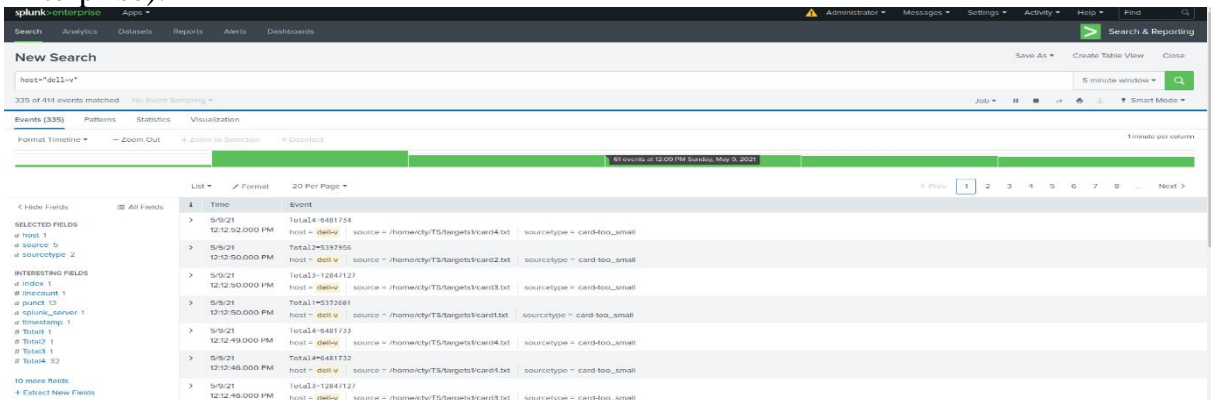 splunk>enterprise Apps ▾ Administrator ▾ Messages ▾ Settings ▾ Activity ▾ Help ▾ Find
Search Analytics Datasets Reports Alerts Dashboards Search & Reporting
New Search Save As ▾ Create Table View Close
host="dell-v" 5 minute window ▾
335 of 414 events matched No Event Sampling ▾ Job ▾ Smart Mode ▾
Events (335) Patterns Statistics Visualization
Format Timeline ▾ — Zoom Out + Zoom to Selection × Deselect 1 minute per column
61 events at 12:09 PM Sunday, May 9, 2021
List ▾ Format 20 Per Page ▾ < Prev 1 2 3 4 5 6 7 8 ... Next >
< Hide Fields All Fields i Time Event
SELECTED FIELDS
a host 1
a source 5
a sourcetype 2
INTERESTING FIELDS
a index 1
# linecount 1
a punct 13
a splunk_server 1
a timestamp 1
# Total1 1
# Total2 1
# Total3 1
# Total4 32
10 more fields
+ Extract New Fields
> 5/9/21 Total4=6481734
12:12:52.000 PM host = dell-v source = /home/cty/TS/targets1/card4.txt sourcetype = card-too_small
> 5/9/21 Total2=5397956
12:12:50.000 PM host = dell-v source = /home/cty/TS/targets1/card2.txt sourcetype = card-too_small
> 5/9/21 Total3=12847127
12:12:50.000 PM host = dell-v source = /home/cty/TS/targets1/card3.txt sourcetype = card-too_small
> 5/9/21 Total1=5372681
12:12:50.000 PM host = dell-v source = /home/cty/TS/targets1/card1.txt sourcetype = card-too_small
> 5/9/21 Total4=6481733
12:12:49.000 PM host = dell-v source = /home/cty/TS/targets1/card4.txt sourcetype = card-too_small
> 5/9/21 Total4=6481732
12:12:46.000 PM host = dell-v source = /home/cty/TS/targets1/card4.txt sourcetype = card-too_small
> 5/9/21 Total3=12847127
12:12:46.000 PM host = dell-v source = /home/cty/TS/targets1/card3.txt sourcetype = card-too_small